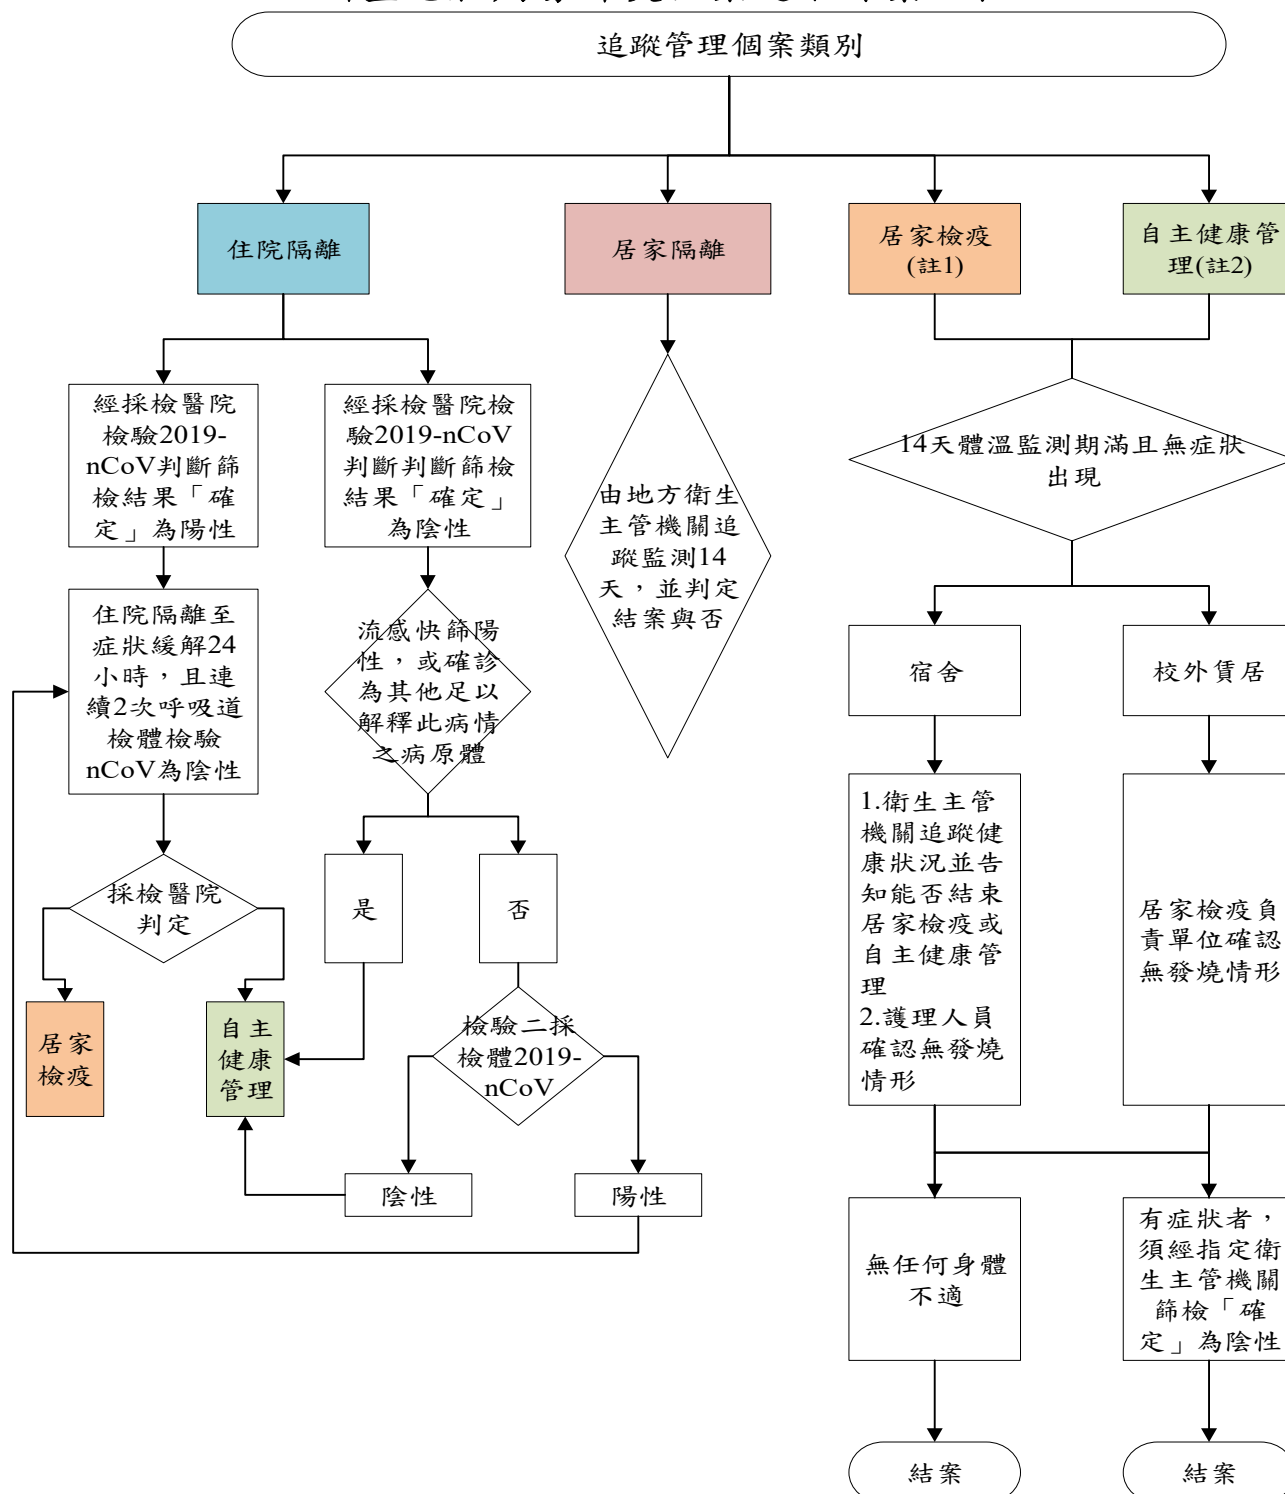 追蹤管理個案類別
住院隔離
居家隔離
居家檢疫
(註1)
自主健康管
理(註2)
經採檢醫院
檢驗2019-
nCoV判斷篩
檢結果「確
定」為陽性
經採檢醫院檢
驗2019-nCoV
判斷判斷篩檢
結果「確定」
為陰性
由地方衛生
主管機關追
蹤監測14
天，並判定
結案與否
14天體溫監測期滿且無症狀
出現
住院隔離至
症狀緩解24
小時，且連
續2次呼吸道
檢體檢驗
nCoV為陰性
流感快篩陽
性，或確診
為其他足以
解釋此病情
之病原體
宿舍
校外賃居
1.衛生主管
機關追蹤健
康狀況並告
知能否結束
居家檢疫或
自主健康管
理
2.護理人員
確認無發燒
情形
居家檢疫負
責單位確認
無發燒情形
採檢醫院
判定
是
否
居家
檢疫
自主
健康
管理
檢驗二採
檢體2019-
nCoV
陰性
陽性
無任何身體
不適
有症狀者，
須經指定衛
生主管機關
篩檢「確
定」為陰性
結案
結案